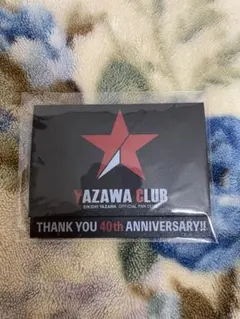 YAZAWA CLUB
EIKICHI YAZAWA OFFICIAL FAN CLUB
THANK YOU 40th ANNIVERSARY!!